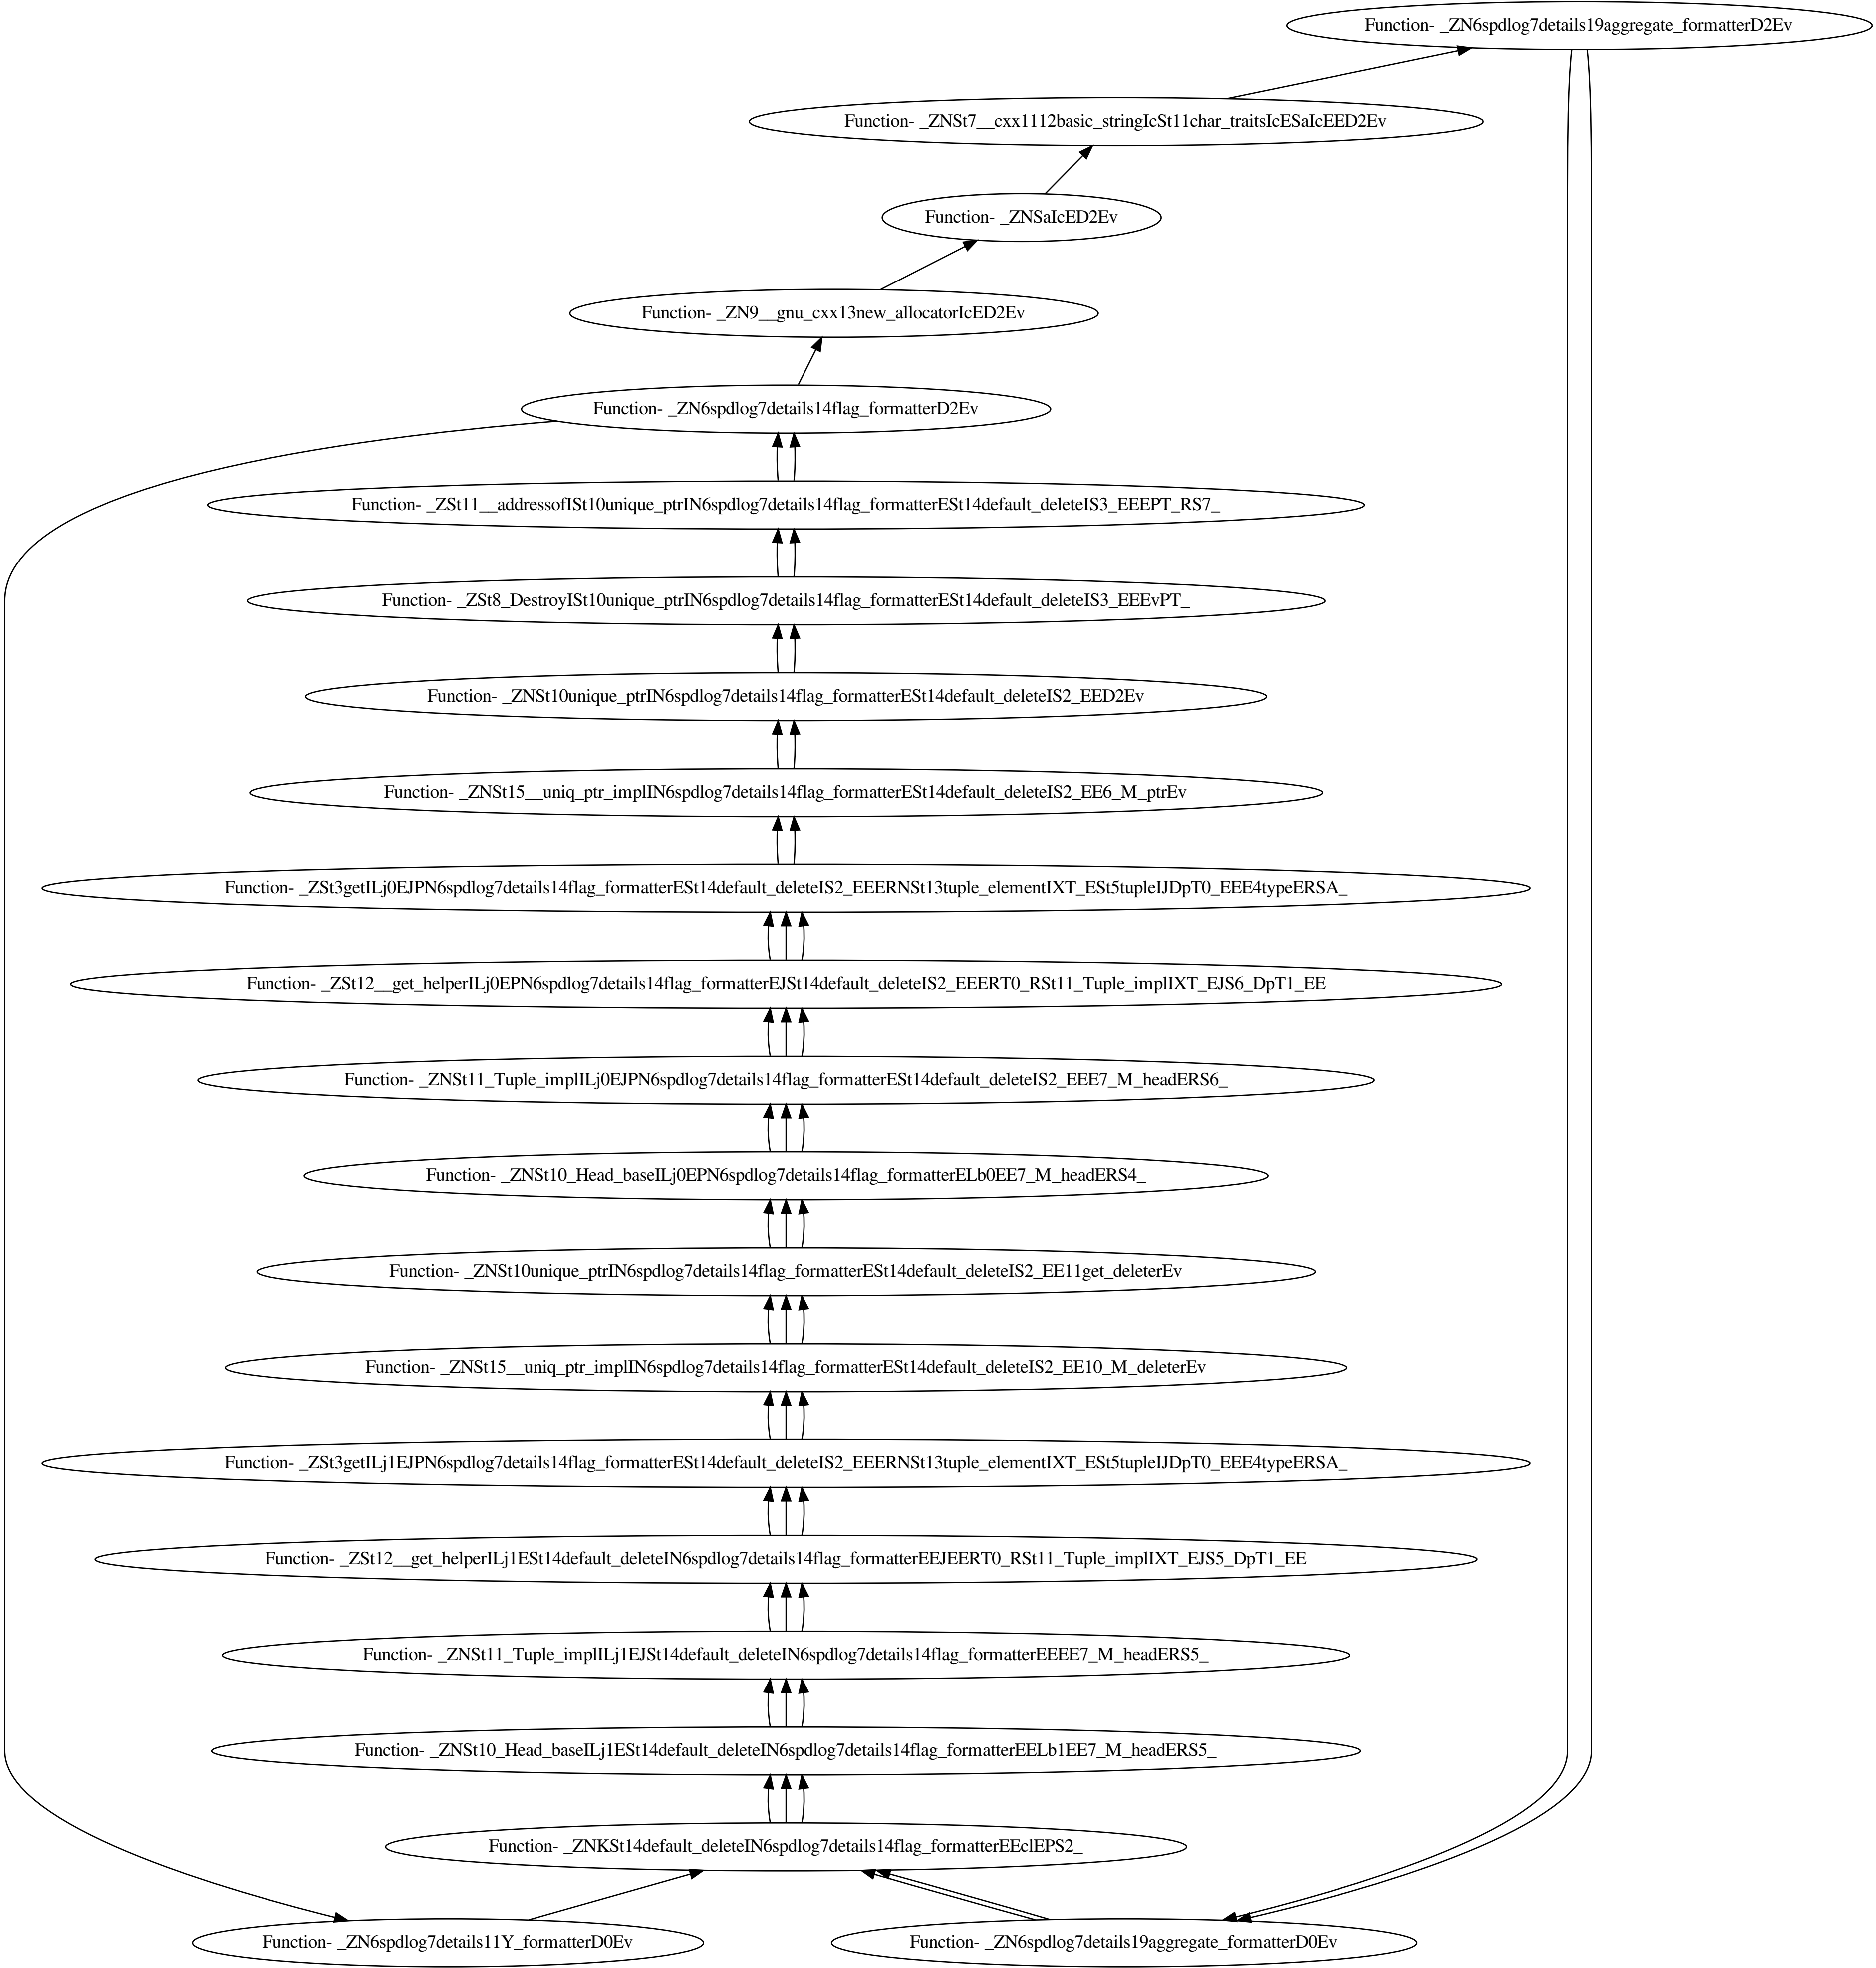 Function- _ZN6spdlog7details19aggregate_formatterD2Ev
Function- _ZNSt7__cxx1112basic_stringIcSt11char_traitsIcESaIcEED2Ev
Function- _ZNSaIcED2Ev
Function- _ZN9__gnu_cxx13new_allocatorIcED2Ev
Function- _ZN6spdlog7details14flag_formatterD2Ev
Function- _ZSt11__addressofISt10unique_ptrIN6spdlog7details14flag_formatterESt14default_deleteIS3_EEEPT_RS7_
Function- _ZSt8_DestroyISt10unique_ptrIN6spdlog7details14flag_formatterESt14default_deleteIS3_EEEvPT_
Function- _ZNSt10unique_ptrIN6spdlog7details14flag_formatterESt14default_deleteIS2_EED2Ev
Function- _ZNSt15__uniq_ptr_implIN6spdlog7details14flag_formatterESt14default_deleteIS2_EE6_M_ptrEv
Function- _ZSt3getILj0EJPN6spdlog7details14flag_formatterESt14default_deleteIS2_EEERNSt13tuple_elementIXT_ESt5tupleIJDpT0_EEE4typeERSA_
Function- _ZSt12__get_helperILj0EPN6spdlog7details14flag_formatterEJSt14default_deleteIS2_EEERT0_RSt11_Tuple_implIXT_EJS6_DpT1_EE
Function- _ZNSt11_Tuple_implILj0EJPN6spdlog7details14flag_formatterESt14default_deleteIS2_EEE7_M_headERS6_
Function- _ZNSt10_Head_baseILj0EPN6spdlog7details14flag_formatterELb0EE7_M_headERS4_
Function- _ZNSt10unique_ptrIN6spdlog7details14flag_formatterESt14default_deleteIS2_EE11get_deleterEv
Function- _ZNSt15__uniq_ptr_implIN6spdlog7details14flag_formatterESt14default_deleteIS2_EE10_M_deleterEv
Function- _ZSt3getILj1EJPN6spdlog7details14flag_formatterESt14default_deleteIS2_EEERNSt13tuple_elementIXT_ESt5tupleIJDpT0_EEE4typeERSA_
Function- _ZSt12__get_helperILj1ESt14default_deleteIN6spdlog7details14flag_formatterEEJEERT0_RSt11_Tuple_implIXT_EJS5_DpT1_EE
Function- _ZNSt11_Tuple_implILj1EJSt14default_deleteIN6spdlog7details14flag_formatterEEEE7_M_headERS5_
Function- _ZNSt10_Head_baseILj1ESt14default_deleteIN6spdlog7details14flag_formatterEELb1EE7_M_headERS5_
Function- _ZNKSt14default_deleteIN6spdlog7details14flag_formatterEEclEPS2_
Function- _ZN6spdlog7details11Y_formatterD0Ev
Function- _ZN6spdlog7details19aggregate_formatterD0Ev